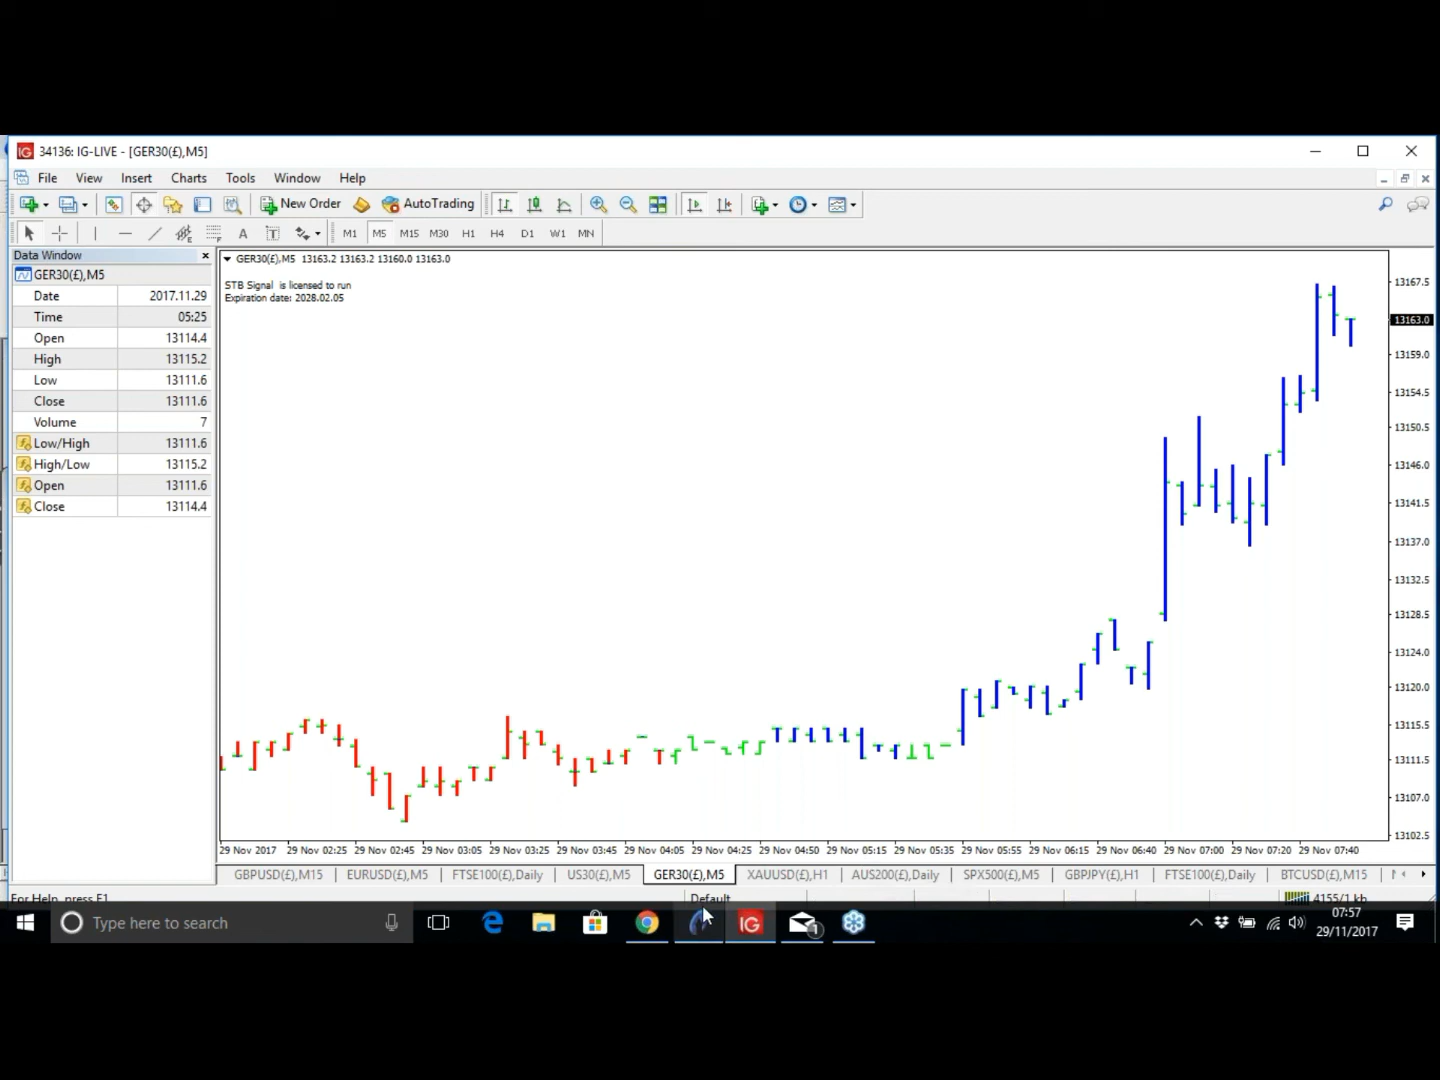 IG 34136: IG-LIVE - [GER30(£),M5]
File View Insert Charts Tools Window Help
New Order AutoTrading
A T M1 M5 M15 M30 H1 H4 D1 W1 MN
Data Window
GER30(£),M5
Date 2017.11.29
Time 05:25
Open 13114.4
High 13115.2
Low 13111.6
Close 13111.6
Volume 7
Low/High 13111.6
High/Low 13115.2
Open 13111.6
Close 13114.4
GER30(£),M5 13163.2 13163.2 13160.0 13163.0
STB Signal is licensed to run
Expiration date: 2028.02.05
13167.5
13163.0
13159.0
13154.5
13150.5
13146.0
13141.5
13137.0
13132.5
13128.5
13124.0
13120.0
13115.5
13111.5
13107.0
13102.5
29 Nov 2017 29 Nov 02:25 29 Nov 02:45 29 Nov 03:05 29 Nov 03:25 29 Nov 03:45 29 Nov 04:05 29 Nov 04:25 29 Nov 04:50 29 Nov 05:15 29 Nov 05:35 29 Nov 05:55 29 Nov 06:15 29 Nov 06:40 29 Nov 07:00 29 Nov 07:20 29 Nov 07:40
GBPUSD(£),M15 EURUSD(£),M5 FTSE100(£),Daily US30(£),M5 GER30(£),M5 XAUUSD(£),H1 AUS200(£),Daily SPX500(£),M5 GBPJPY(£),H1 FTSE100(£),Daily BTCUSD(£),M15
For Help, press F1 Default 4155/1 kb
Type here to search IG 1 07:57
29/11/2017